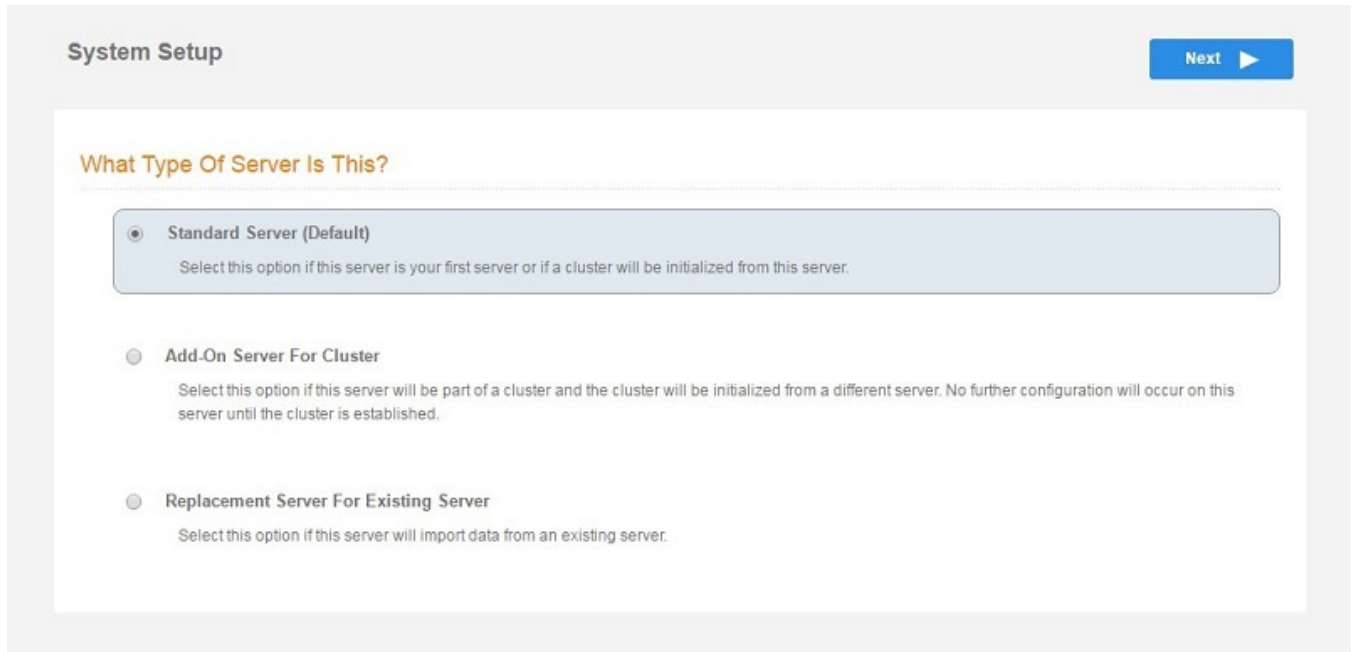 System Setup
Next
What Type Of Server Is This?
Standard Server (Default)
Select this option if this server is your first server or if a cluster will be initialized from this server.
Add-On Server For Cluster
Select this option if this server will be part of a cluster and the cluster will be initialized from a different server. No further configuration will occur on this
server until the cluster is established.
Replacement Server For Existing Server
Select this option if this server will import data from an existing server.